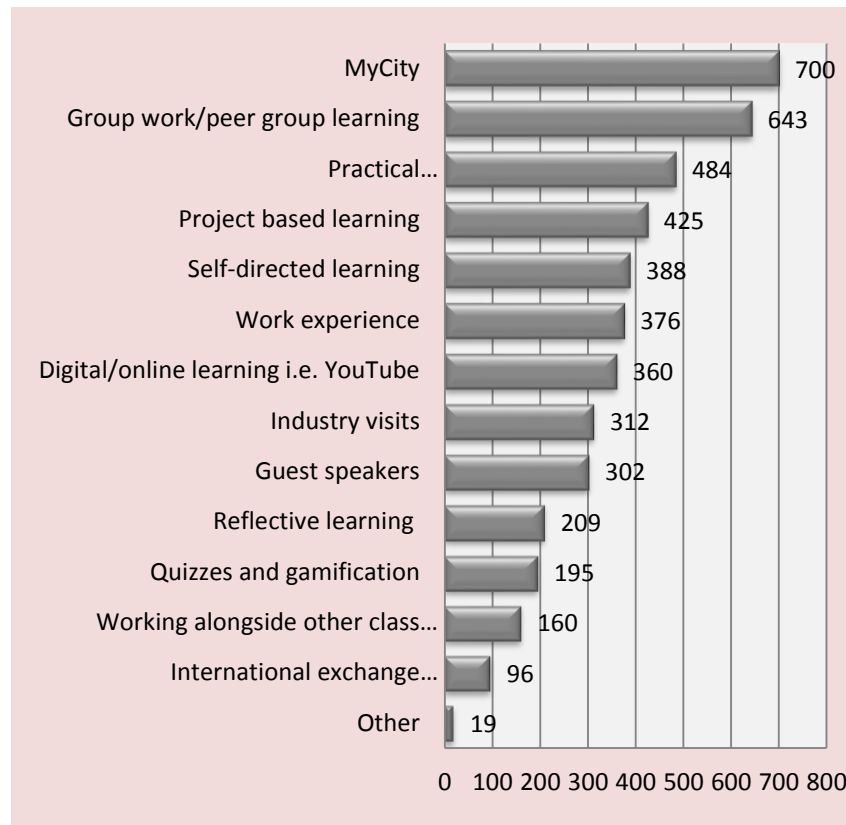 MyCity 700
Group work/peer group learning 643
Practical... 484
Project based learning 425
Self-directed learning 388
Work experience 376
Digital/online learning i.e. YouTube 360
Industry visits 312
Guest speakers 302
Reflective learning 209
Quizzes and gamification 195
Working alongside other class... 160
International exchange... 96
Other 19
0 100 200 300 400 500 600 700 800